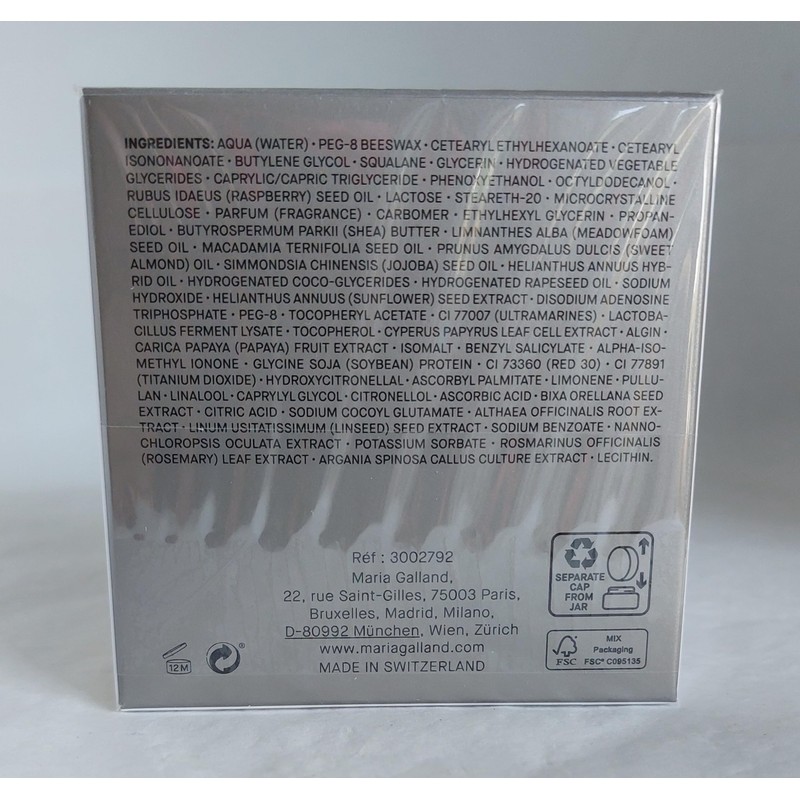 INGREDIENTS: AQUA (WATER) • PEG-8 BEESWAX • CETEARYL ETHYLHEXANOATE • CETEARYL
ISONONANOATE • BUTYLENE GLYCOL • SQUALANE • GLYCERIN • HYDROGENATED VEGETABLE
GLYCERIDES • CAPRYLIC/CAPRIC TRIGLYCERIDE • PHENOXYETHANOL • OCTYLDODECANOL •
RUBUS IDAEUS (RASPBERRY) SEED OIL • LACTOSE • STEARETH-20 • MICROCRYSTALLINE
CELLULOSE • PARFUM (FRAGRANCE) • CARBOMER • ETHYLHEXYL GLYCERIN • PROPAN-
EDIOL • BUTYROSPERMUM PARKII (SHEA) BUTTER • LIMNANTHES ALBA (MEADOWFOAM)
SEED OIL • MACADAMIA TERNIFOLIA SEED OIL • PRUNUS AMYGDALUS DULCIS (SWEET
ALMOND) OIL • SIMMONDSIA CHINENSIS (JOJOBA) SEED OIL • HELIANTHUS ANNUUS HYB-
RID OIL • HYDROGENATED COCO-GLYCERIDES • HYDROGENATED RAPESEED OIL • SODIUM
HYDROXIDE • HELIANTHUS ANNUUS (SUNFLOWER) SEED EXTRACT • DISODIUM ADENOSINE
TRIPHOSPHATE • PEG-8 • TOCOPHERYL ACETATE • CI 77007 (ULTRAMARINES) • LACTOBA-
CILLUS FERMENT LYSATE • TOCOPHEROL • CYPERUS PAPYRUS LEAF CELL EXTRACT • ALGIN •
CARICA PAPAYA (PAPAYA) FRUIT EXTRACT • ISOMALT • BENZYL SALICYLATE • ALPHA-ISO-
METHYL IONONE • GLYCINE SOJA (SOYBEAN) PROTEIN • CI 73360 (RED 30) • CI 77891
(TITANIUM DIOXIDE) • HYDROXYCITRONELLAL • ASCORBYL PALMITATE • LIMONENE • PULLU-
LAN • LINALOOL • CAPRYLYL GLYCOL • CITRONELLOL • ASCORBIC ACID • BIXA ORELLANA SEED
EXTRACT • CITRIC ACID • SODIUM COCOYL GLUTAMATE • ALTHAEA OFFICINALIS ROOT EX-
TRACT • LINUM USITATISSIMUM (LINSEED) SEED EXTRACT • SODIUM BENZOATE • NANNO-
CHLOROPSIS OCULATA EXTRACT • POTASSIUM SORBATE • ROSMARINUS OFFICINALIS
(ROSEMARY) LEAF EXTRACT • ARGANIA SPINOSA CALLUS CULTURE EXTRACT • LECITHIN.
Réf : 3002792
Maria Galland,
22, rue Saint-Gilles, 75003 Paris,
Bruxelles, Madrid, Milano,
D-80992 München, Wien, Zürich
www.mariagalland.com
MADE IN SWITZERLAND
12 M
®
SEPARATE
CAP
FROM
JAR
FSC
MIX
Packaging
FSC® C095135